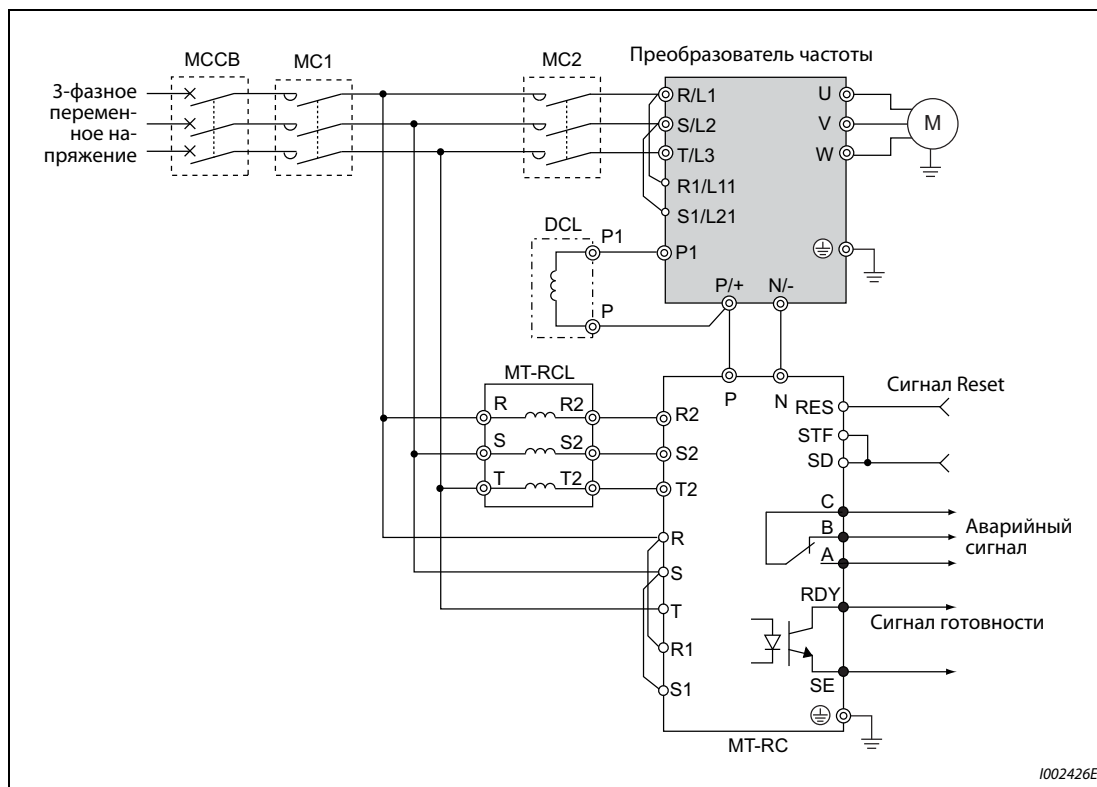 Преобразователь частоты
MCCB
MC1
MC2
3-фазное
перемен-
ное на-
пряжение
R/L1
S/L2
T/L3
R1/L11
S1/L21
U
V
W
M
DCL
P1
P1
P
P/+
N/-
MT-RCL
R
R2
S
S2
T
T2
P
N
R2
S2
T2
R
S
T
R1
S1
RES
Сигнал Reset
STF
SD
C
B
A
Аварийный
сигнал
RDY
Сигнал готовности
SE
MT-RC
I002426E